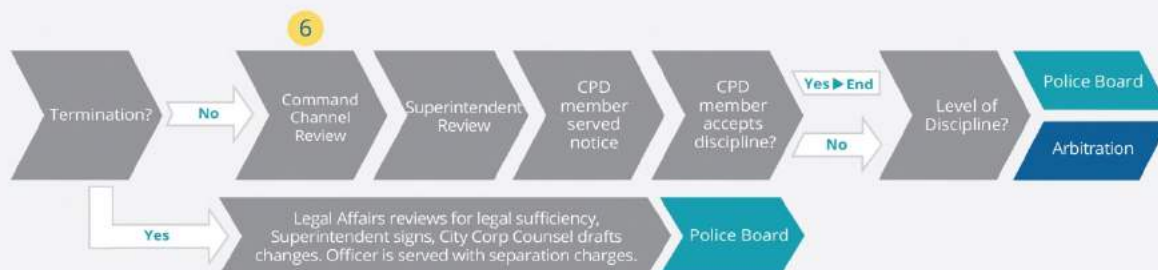 6
Termination?
No
Command
Channel
Review
Superintendent
Review
CPD
member
served
notice
CPD
member
accepts
discipline?
Yes ▶ End
No
Level of
Discipline?
Police Board
Arbitration
Yes
Legal Affairs reviews for legal sufficiency,
Superintendent signs, City Corp Counsel drafts
changes. Officer is served with separation charges.
Police Board